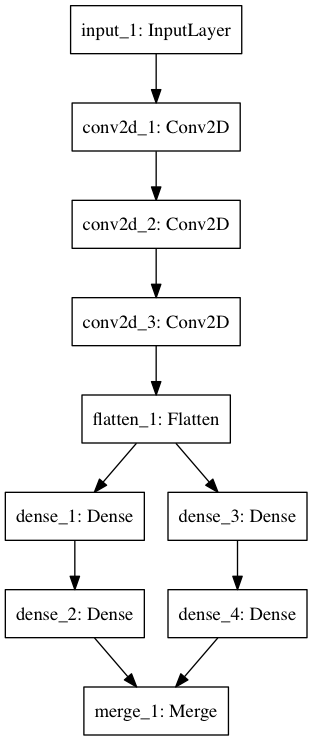 input_1: InputLayer
conv2d_1: Conv2D
conv2d_2: Conv2D
conv2d_3: Conv2D
flatten_1: Flatten
dense_1: Dense
dense_3: Dense
dense_2: Dense
dense_4: Dense
merge_1: Merge